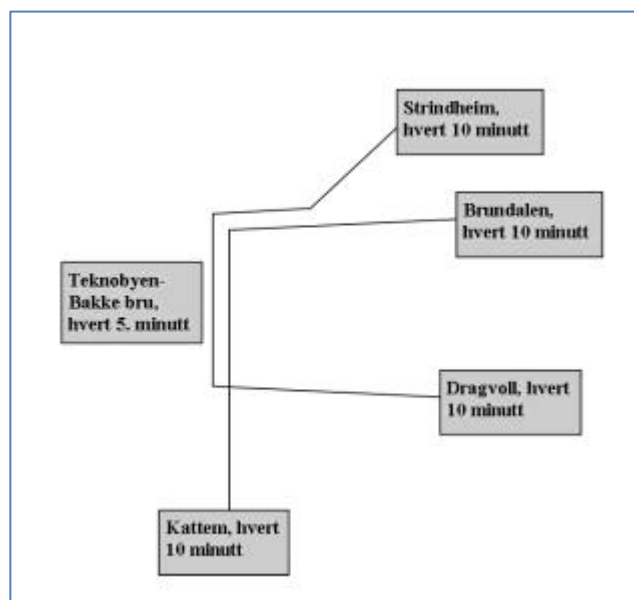 Strindheim,
hvert 10 minutt
Brundalen,
hvert 10 minutt
Teknobyen-
Bakke bru,
hvert 5. minutt
Dragvoll, hvert
10 minutt
Kattem, hvert
10 minutt